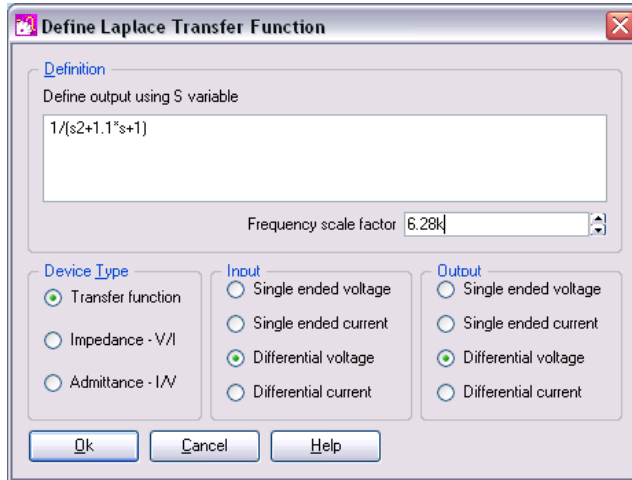 Define Laplace Transfer Function
Definition
Define output using S variable
1/(s2+1.1*s+1)
Frequency scale factor 6.28k
Device Type
Transfer function
Impedance - V/I
Admittance - I/V
Input
Single ended voltage
Single ended current
Differential voltage
Differential current
Output
Single ended voltage
Single ended current
Differential voltage
Differential current
Ok
Cancel
Help